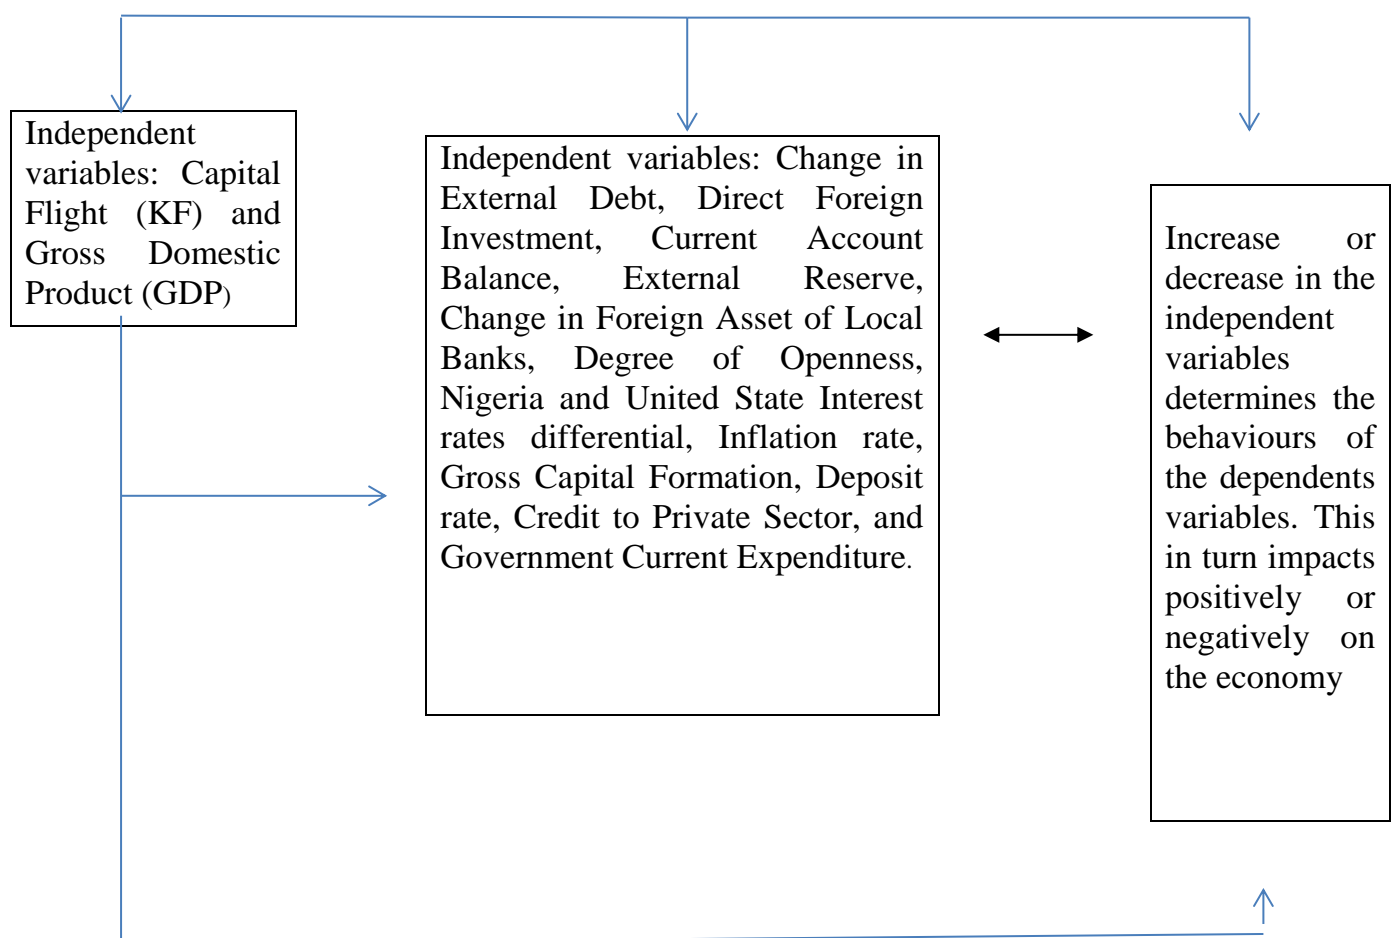 Independent
variables: Capital
Flight (KF) and
Gross Domestic
Product (GDP)
Independent variables: Change in
External Debt, Direct Foreign
Investment, Current Account
Balance, External Reserve,
Change in Foreign Asset of Local
Banks, Degree of Openness,
Nigeria and United State Interest
rates differential, Inflation rate,
Gross Capital Formation, Deposit
rate, Credit to Private Sector, and
Government Current Expenditure.
Increase or
decrease in the
independent
variables
determines the
behaviours of
the dependents
variables. This
in turn impacts
positively or
negatively on
the economy